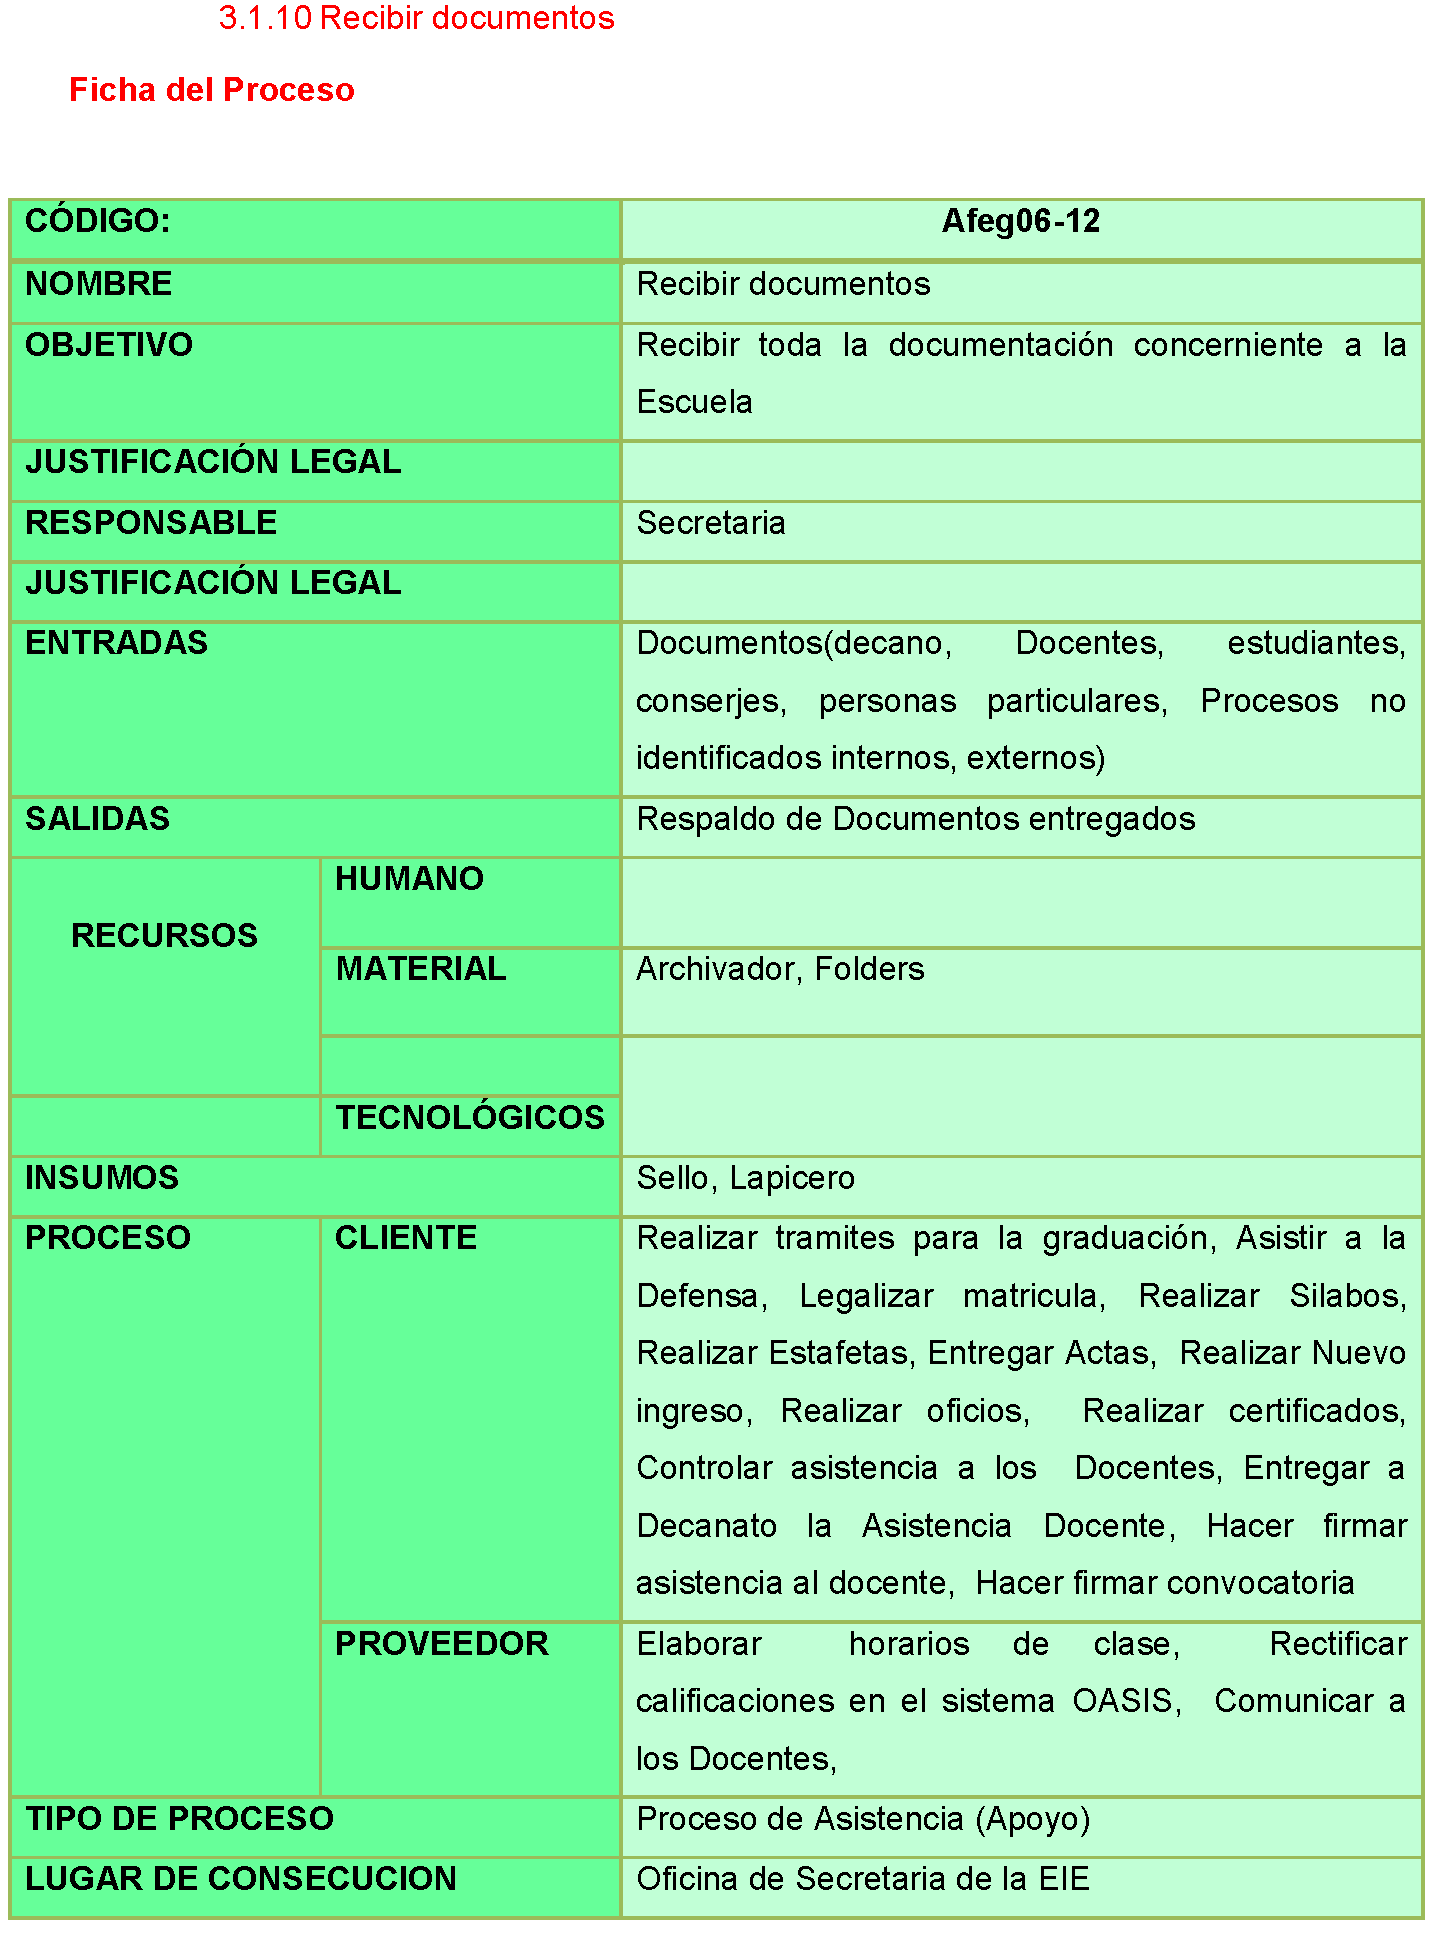 3.1.10 Recibir documentos
Ficha del Proceso
CÓDIGO: Afeg06-12
NOMBRE Recibir documentos
OBJETIVO Recibir toda la documentación concerniente a la
Escuela
JUSTIFICACIÓN LEGAL
RESPONSABLE Secretaria
JUSTIFICACIÓN LEGAL
ENTRADAS Documentos(decano, Docentes, estudiantes,
conserjes, personas particulares, Procesos no
identificados internos, externos)
SALIDAS Respaldo de Documentos entregados
RECURSOS
HUMANO
MATERIAL Archivador, Folders
TECNOLÓGICOS
INSUMOS Sello, Lapicero
PROCESO CLIENTE Realizar tramites para la graduación, Asistir a la
Defensa, Legalizar matricula, Realizar Silabos,
Realizar Estafetas, Entregar Actas, Realizar Nuevo
ingreso, Realizar oficios, Realizar certificados,
Controlar asistencia a los Docentes, Entregar a
Decanato la Asistencia Docente, Hacer firmar
asistencia al docente, Hacer firmar convocatoria
PROVEEDOR Elaborar horarios de clase, Rectificar
calificaciones en el sistema OASIS, Comunicar a
los Docentes,
TIPO DE PROCESO Proceso de Asistencia (Apoyo)
LUGAR DE CONSECUCION Oficina de Secretaria de la EIE